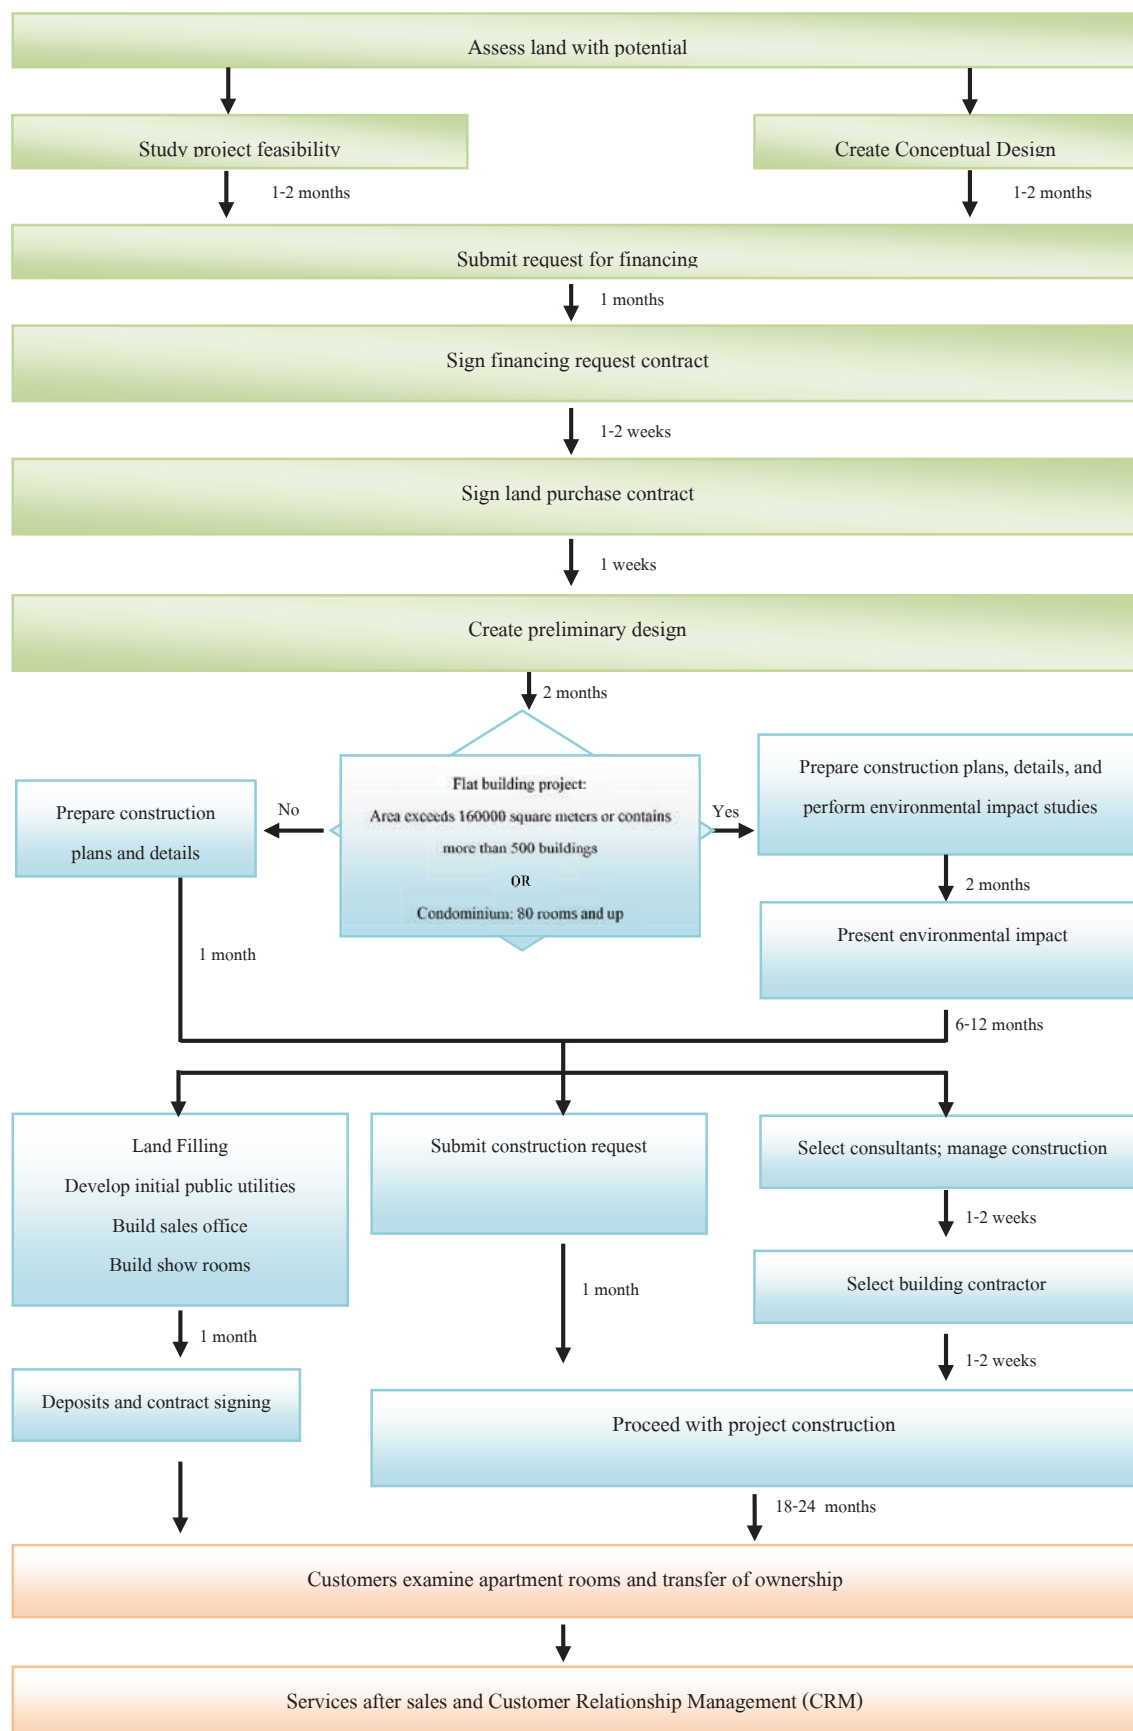 Assess land with potential
Study project feasibility
Create Conceptual Design
1-2 months
1-2 months
Submit request for financing
1 months
Sign financing request contract
1-2 weeks
Sign land purchase contract
1 weeks
Create preliminary design
2 months
Flat building project:
Area exceeds 160000 square meters or contains
more than 500 buildings
OR
Condominium: 80 rooms and up
No
Yes
Prepare construction
plans and details
Prepare construction plans, details, and
perform environmental impact studies
2 months
Present environmental impact
1 month
6-12 months
Land Filling
Develop initial public utilities
Build sales office
Build show rooms
Submit construction request
Select consultants; manage construction
1-2 weeks
Select building contractor
1 month
1 month
1-2 weeks
Deposits and contract signing
Proceed with project construction
18-24 months
Customers examine apartment rooms and transfer of ownership
Services after sales and Customer Relationship Management (CRM)